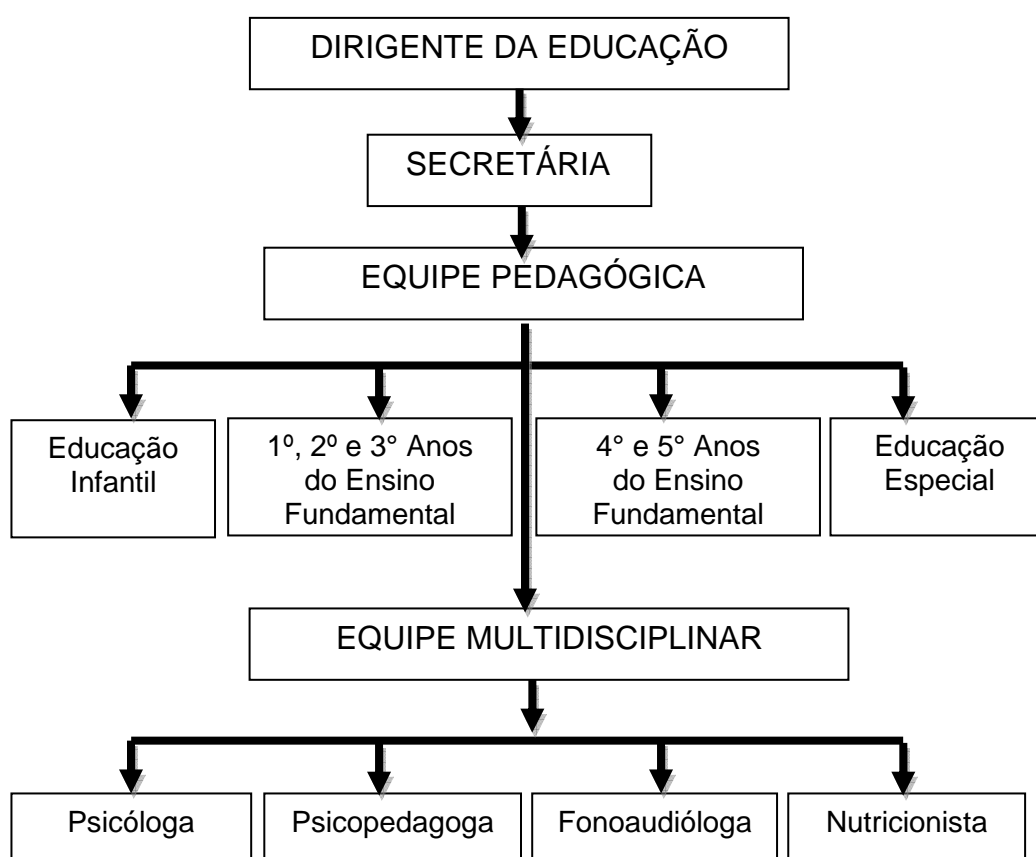 DIRIGENTE DA EDUCAÇÃO
SECRETÁRIA
EQUIPE PEDAGÓGICA
Educação
Infantil
1º, 2º e 3° Anos
do Ensino
Fundamental
4° e 5° Anos
do Ensino
Fundamental
Educação
Especial
EQUIPE MULTIDISCIPLINAR
Psicóloga
Psicopedagoga
Fonoaudióloga
Nutricionista